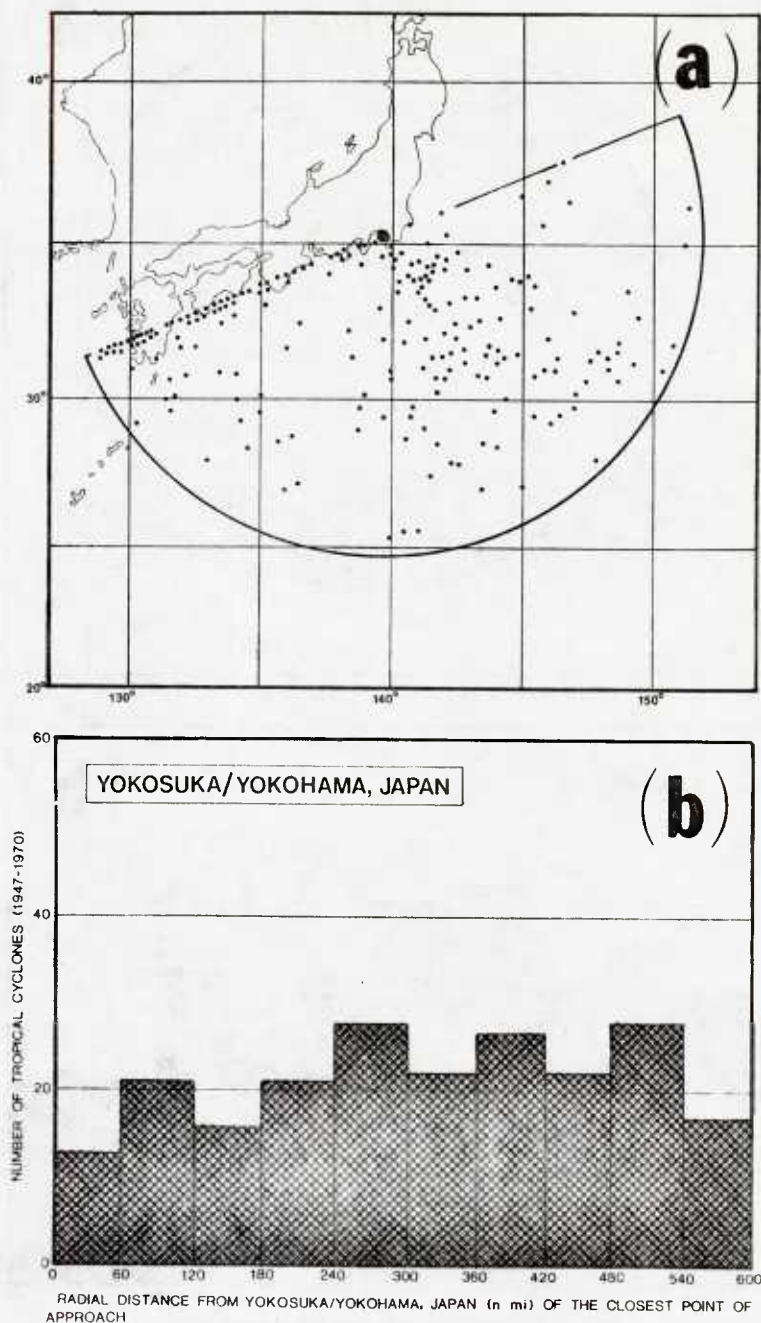 (a)
40°
30°
20°
130°
140°
150°
60
YOKOSUKA/YOKOHAMA, JAPAN
(b)
NUMBER OF TROPICAL CYCLONES (1947-1970)
40
20
0
0 60 120 180 240 300 360 420 480 540 600
RADIAL DISTANCE FROM YOKOSUKA/YOKOHAMA, JAPAN (n mi) OF THE CLOSEST POINT OF
APPROACH